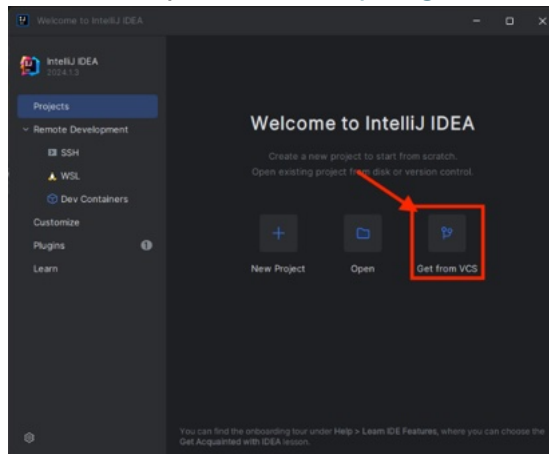 Welcome to IntelliJ IDEA
IntelliJ IDEA
2024.1.3
Projects
Remote Development
SSH
WSL
Dev Containers
Customize
Plugins
1
Learn
Welcome to IntelliJ IDEA
Create a new project to start from scratch.
Open existing project from disk or version control.
New Project
Open
Get from VCS
You can find the onboarding tour under Help > Learn IDE Features, where you can choose the
Get Acquainted with IDEA lesson.